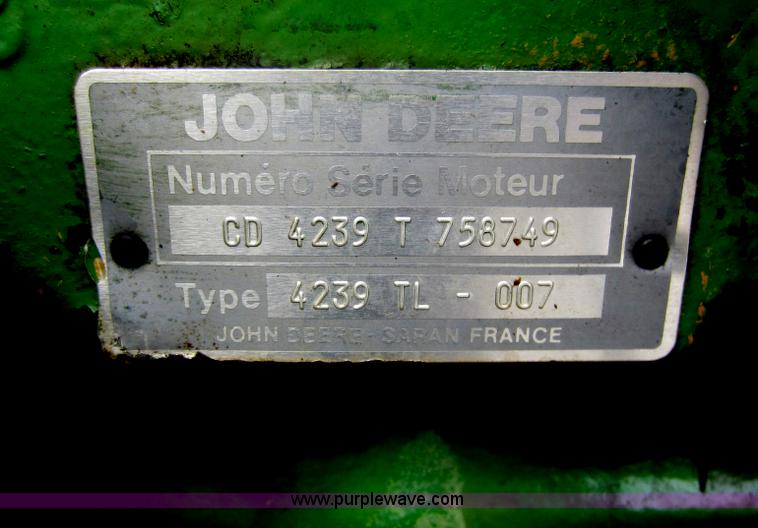 JOHN DEERE
Numéro Série Moteur
CD 4239 T 758749
Type 4239 TL - 007
JOHN DEERE - SARAN FRANCE
www.purplewave.com